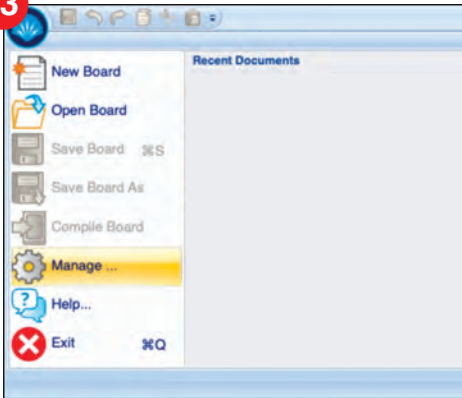 3
Recent Documents
New Board
Open Board
Save Board ⌘S
Save Board As
Compile Board
Manage ...
Help...
Exit ⌘Q